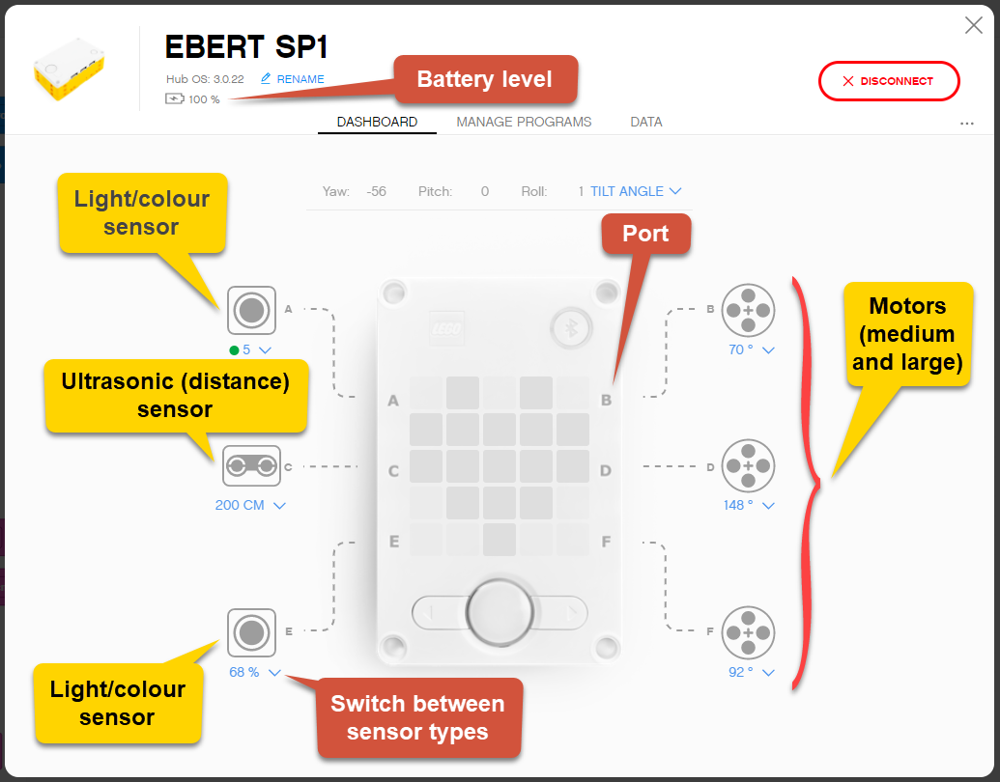 EBERT SP1
Hub OS: 3.0.22 RENAME
100 %
Battery level
DISCONNECT
DASHBOARD MANAGE PROGRAMS DATA
...
Yaw: -56 Pitch: 0 Roll: 1 TILT ANGLE
Light/colour
sensor
Port
A
5
B
70 °
Motors
(medium
and large)
LEGO
A
B
Ultrasonic (distance)
sensor
C
200 CM
C
D
D
148 °
E
F
E
68 %
F
92 °
Light/colour
sensor
Switch between
sensor types